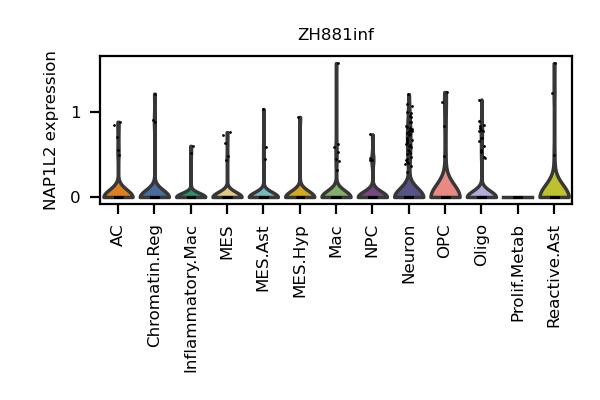 ZH881inf
NAP1L2 expression
1
0
AC
Chromatin.Reg
Inflammatory.Mac
MES
MES.Ast
MES.Hyp
Mac
NPC
Neuron
OPC
Oligo
Prolif.Metab
Reactive.Ast